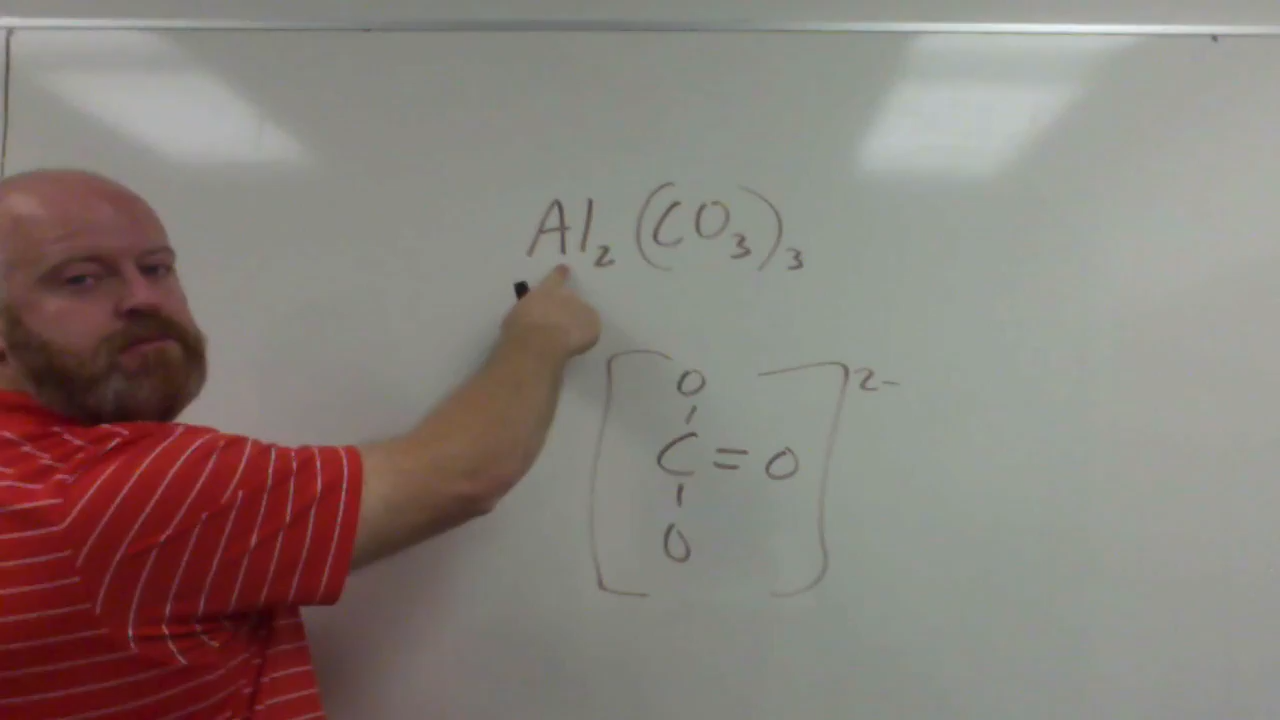 Al₂(CO₃)₃
[O 2-
C=O
O]